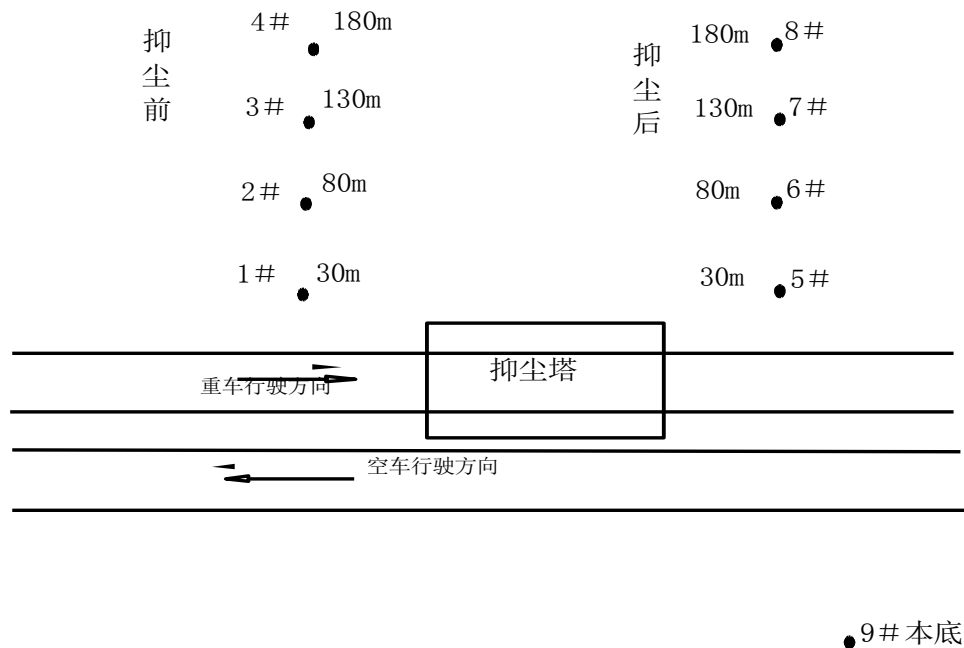 4＃ 180m
180m 8＃
抑尘前
抑尘后
3＃ 130m
130m 7＃
2＃ 80m
80m 6＃
1＃ 30m
30m 5＃
抑尘塔
重车行驶方向
空车行驶方向
9＃本底